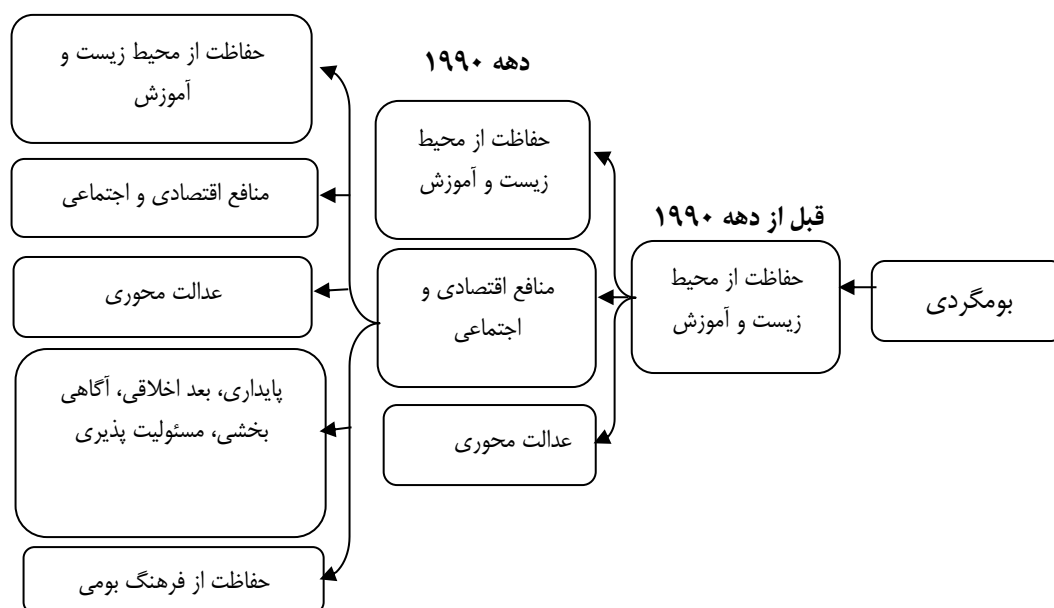 بومگردی
قبل از دهه ۱۹۹۰
حفاظت از محیط
زیست و آموزش
دهه ۱۹۹۰
حفاظت از محیط
زیست و آموزش
منافع اقتصادی و
اجتماعی
عدالت محوری
حفاظت از محیط زیست و
آموزش
منافع اقتصادی و اجتماعی
عدالت محوری
پایداری، بعد اخلاقی، آگاهی
بخشی، مسئولیت پذیری
حفاظت از فرهنگ بومی